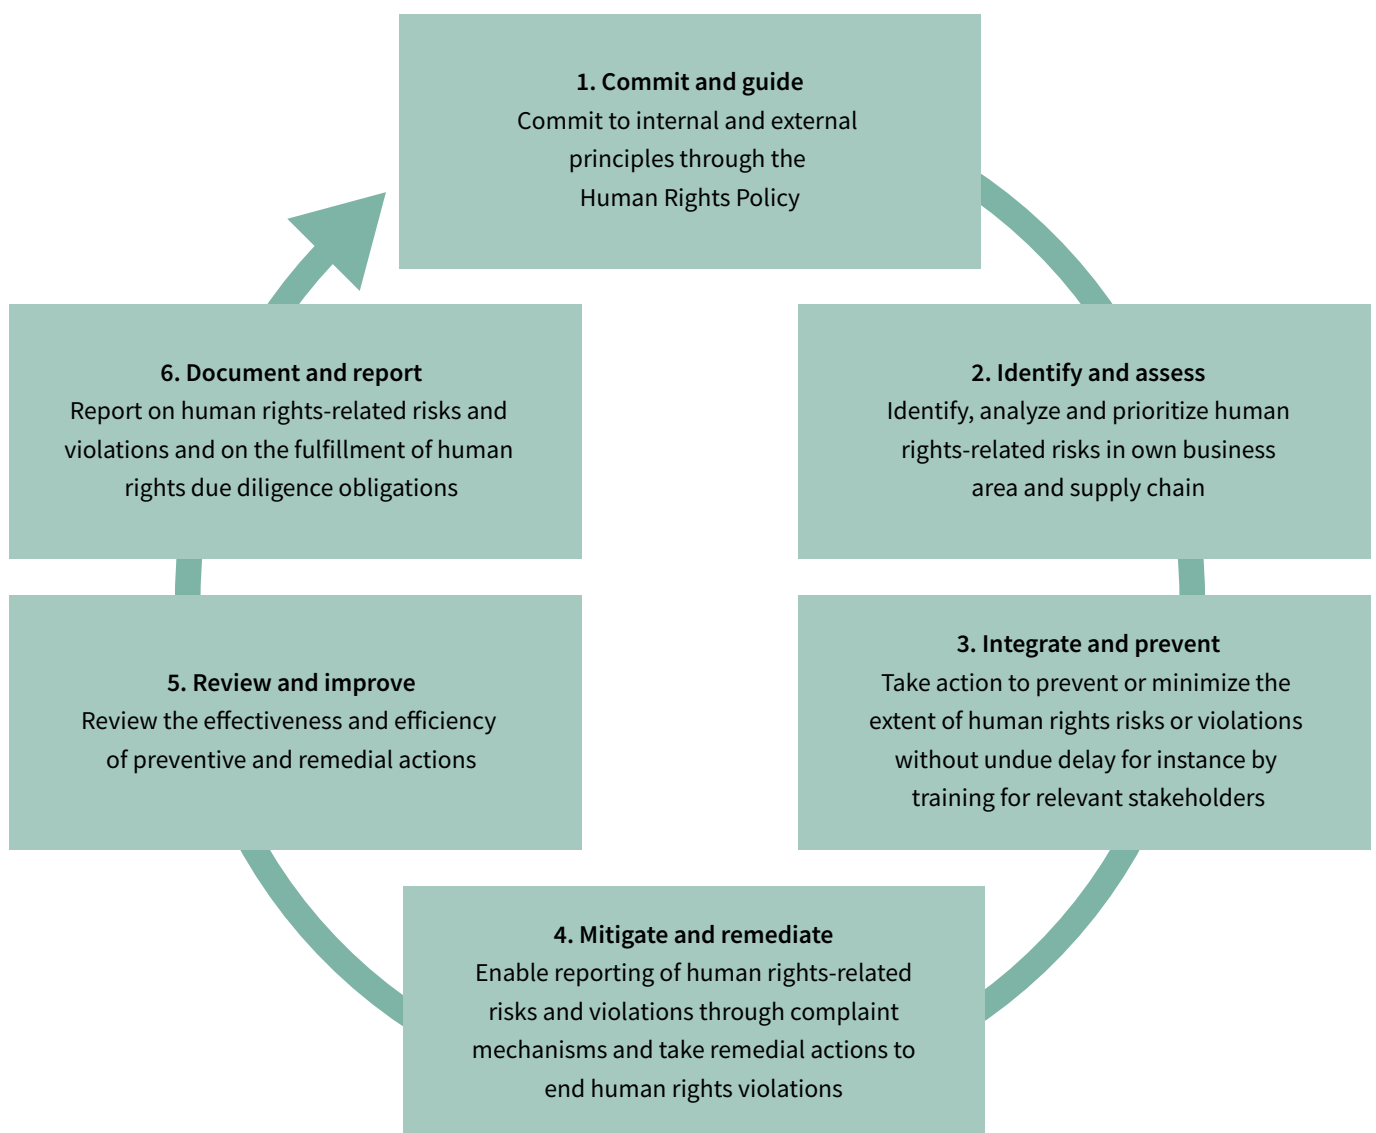 1. Commit and guide
Commit to internal and external
principles through the
Human Rights Policy
2. Identify and assess
Identify, analyze and prioritize human
rights-related risks in own business
area and supply chain
3. Integrate and prevent
Take action to prevent or minimize the
extent of human rights risks or violations
without undue delay for instance by
training for relevant stakeholders
4. Mitigate and remediate
Enable reporting of human rights-related
risks and violations through complaint
mechanisms and take remedial actions to
end human rights violations
5. Review and improve
Review the effectiveness and efficiency
of preventive and remedial actions
6. Document and report
Report on human rights-related risks and
violations and on the fulfillment of human
rights due diligence obligations